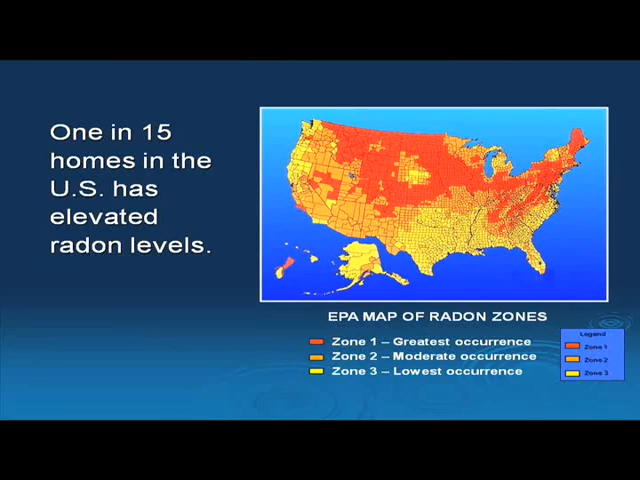 One in 15
homes in the
U.S. has
elevated
radon levels.
EPA MAP OF RADON ZONES
Zone 1 – Greatest occurrence
Zone 2 – Moderate occurrence
Zone 3 – Lowest occurrence
Legend
Zone 1
Zone 2
Zone 3